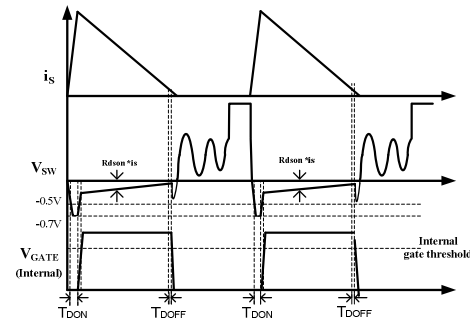 iS
Rdson *is
Rdson *is
VSW
-0.5V
-0.7V
VGATE
(Internal)
Internal
gate threshold
TDON
TDOFF
TDON
TDOFF